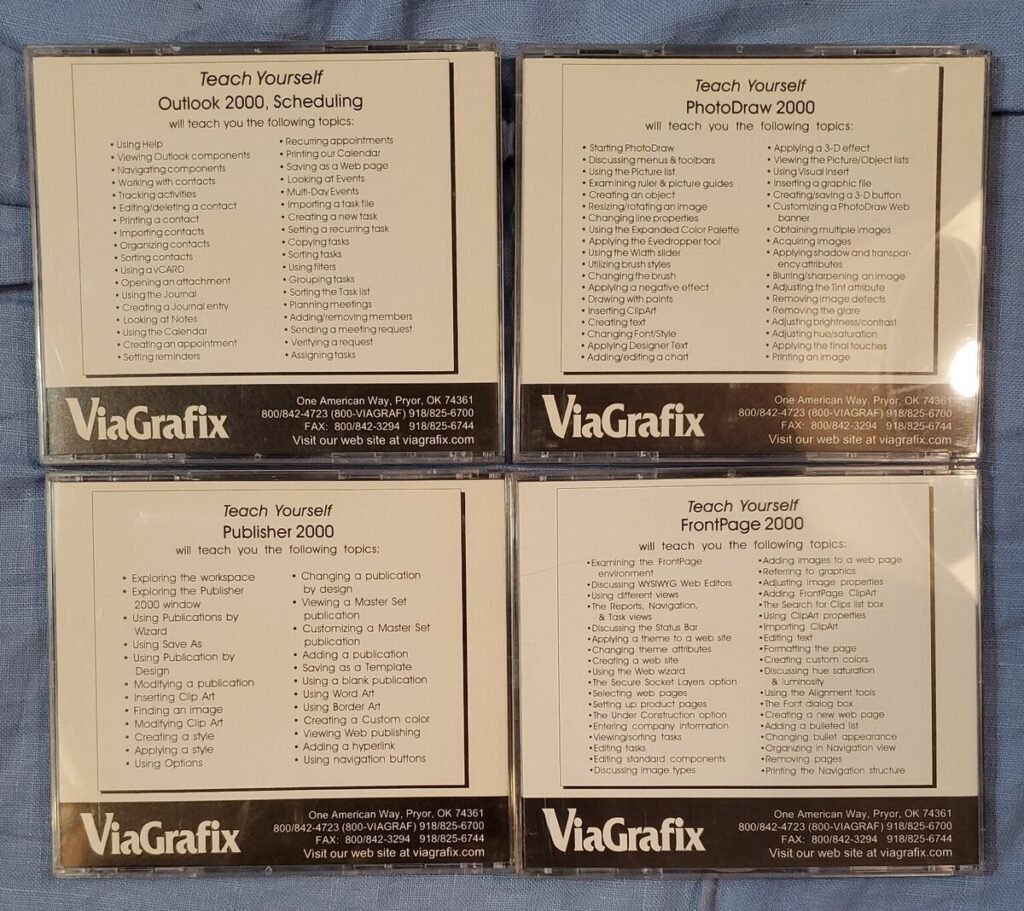 Teach Yourself
Outlook 2000, Scheduling
will teach you the following topics:
• Using Help
• Viewing Outlook components
• Navigating components
• Working with contacts
• Tracking activities
• Editing/deleting a contact
• Printing a contact
• Importing contacts
• Organizing contacts
• Sorting contacts
• Using a vCARD
• Opening an attachment
• Using the Journal
• Creating a Journal entry
• Looking at Notes
• Using the Calendar
• Creating an appointment
• Setting reminders
• Recurring appointments
• Printing our Calendar
• Saving as a Web page
• Looking at Events
• Multi-Day Events
• Importing a task file
• Creating a new task
• Setting a recurring task
• Copying tasks
• Sorting tasks
• Using filters
• Grouping tasks
• Sorting the Task list
• Planning meetings
• Adding/removing members
• Sending a meeting request
• Verifying a request
• Assigning tasks
ViaGrafix
One American Way, Pryor, OK 74361
800/842-4723 (800-VIAGRAF) 918/825-6700
FAX: 800/842-3294 918/825-6744
Visit our web site at viagrafix.com
Teach Yourself
PhotoDraw 2000
will teach you the following topics:
• Starting PhotoDraw
• Discussing menus & toolbars
• Using the Picture list
• Examining ruler & picture guides
• Creating an object
• Resizing/rotating an image
• Changing line properties
• Using the Expanded Color Palette
• Applying the Eyedropper tool
• Using the Width slider
• Utilizing brush styles
• Changing the brush
• Applying a negative effect
• Drawing with paints
• Inserting ClipArt
• Creating text
• Changing Font/Style
• Applying Designer Text
• Adding/editing a chart
• Applying a 3-D effect
• Viewing the Picture/Object lists
• Using Visual Insert
• Inserting a graphic file
• Creating/saving a 3-D button
• Customizing a PhotoDraw Web
banner
• Obtaining multiple images
• Acquiring images
• Applying shadow and transpar-
ency attributes
• Blurring/sharpening an image
• Adjusting the Tint attribute
• Removing image defects
• Removing the glare
• Adjusting brightness/contrast
• Adjusting hue/saturation
• Applying the final touches
• Printing an image
ViaGrafix
One American Way, Pryor, OK 74361
800/842-4723 (800-VIAGRAF) 918/825-6700
FAX: 800/842-3294 918/825-6744
Visit our web site at viagrafix.com
Teach Yourself
Publisher 2000
will teach you the following topics:
• Exploring the workspace
• Exploring the Publisher
2000 window
• Using Publications by
Wizard
• Using Save As
• Using Publication by
Design
• Modifying a publication
• Inserting Clip Art
• Finding an image
• Modifying Clip Art
• Creating a style
• Applying a style
• Using Options
• Changing a publication
by design
• Viewing a Master Set
publication
• Customizing a Master Set
publication
• Adding a publication
• Saving as a Template
• Using a blank publication
• Using Word Art
• Using Border Art
• Creating a Custom color
• Viewing Web publishing
• Adding a hyperlink
• Using navigation buttons
ViaGrafix
One American Way, Pryor, OK 74361
800/842-4723 (800-VIAGRAF) 918/825-6700
FAX: 800/842-3294 918/825-6744
Visit our web site at viagrafix.com
Teach Yourself
FrontPage 2000
will teach you the following topics:
• Examining the FrontPage
environment
• Discussing WYSIWYG Web Editors
• Using different views
• The Reports, Navigation,
& Task views
• Discussing the Status Bar
• Applying a theme to a web site
• Changing theme attributes
• Creating a web site
• Using the Web wizard
• The Secure Socket Layers option
• Selecting web pages
• Setting up product pages
• The Under Construction option
• Entering company information
• Viewing/sorting tasks
• Editing tasks
• Editing standard components
• Discussing image types
• Adding images to a web page
• Referring to graphics
• Adjusting image properties
• Adding FrontPage ClipArt
• The Search for Clips list box
• Using ClipArt properties
• Importing ClipArt
• Editing text
• Formatting the page
• Creating custom colors
• Discussing hue saturation
& luminosity
• Using the Alignment tools
• The Font dialog box
• Creating a new web page
• Adding a bulleted list
• Changing bullet appearance
• Organizing in Navigation view
• Removing pages
• Printing the Navigation structure
ViaGrafix
One American Way, Pryor, OK 74361
800/842-4723 (800-VIAGRAF) 918/825-6700
FAX: 800/842-3294 918/825-6744
Visit our web site at viagrafix.com